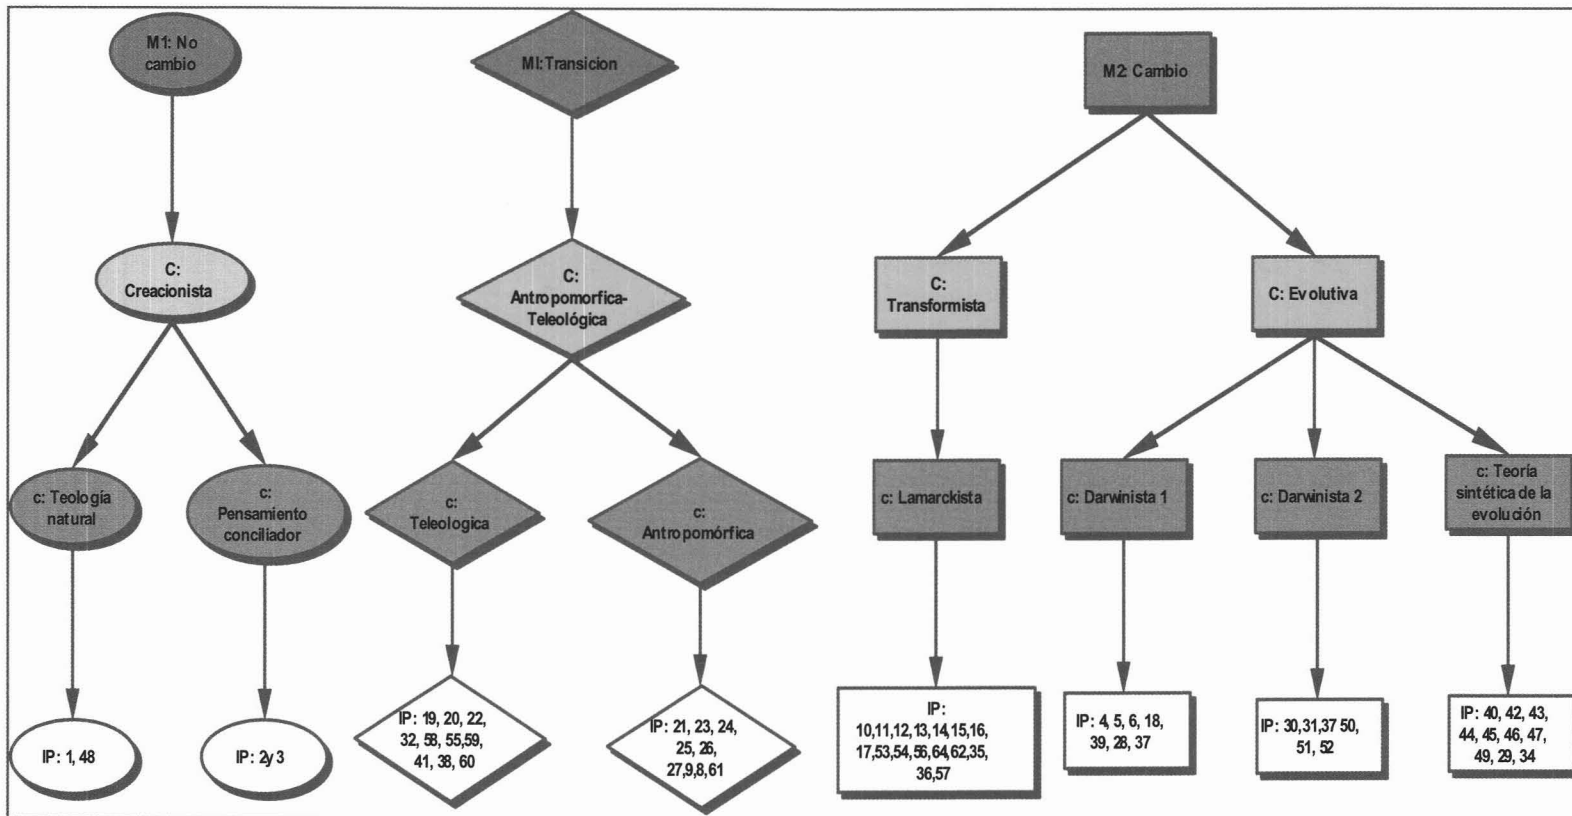 M1: No
cambio
MI:Transicion
M2: Cambio
C:
Creacionista
C:
Antropomorfica-
Teleológica
C:
Transformista
C: Evolutiva
c: Teología
natural
c:
Pensamiento
conciliador
c:
Teleologica
c:
Antropomórfica
c: Lamarckista
c: Darwinista 1
c: Darwinista 2
c: Teoría
sintética de la
evolución
IP: 1, 48
IP: 2y 3
IP: 19, 20, 22,
32, 58, 55,59,
41, 38, 60
IP: 21, 23, 24,
25, 26,
27,9,8,61
IP:
10,11,12,13,14,15,16,
17,53,54,56,64,62,35,
36,57
IP: 4, 5, 6, 18,
39, 28, 37
IP: 30,31,37 50,
51, 52
IP: 40, 42, 43,
44, 45, 46, 47,
49, 29, 34